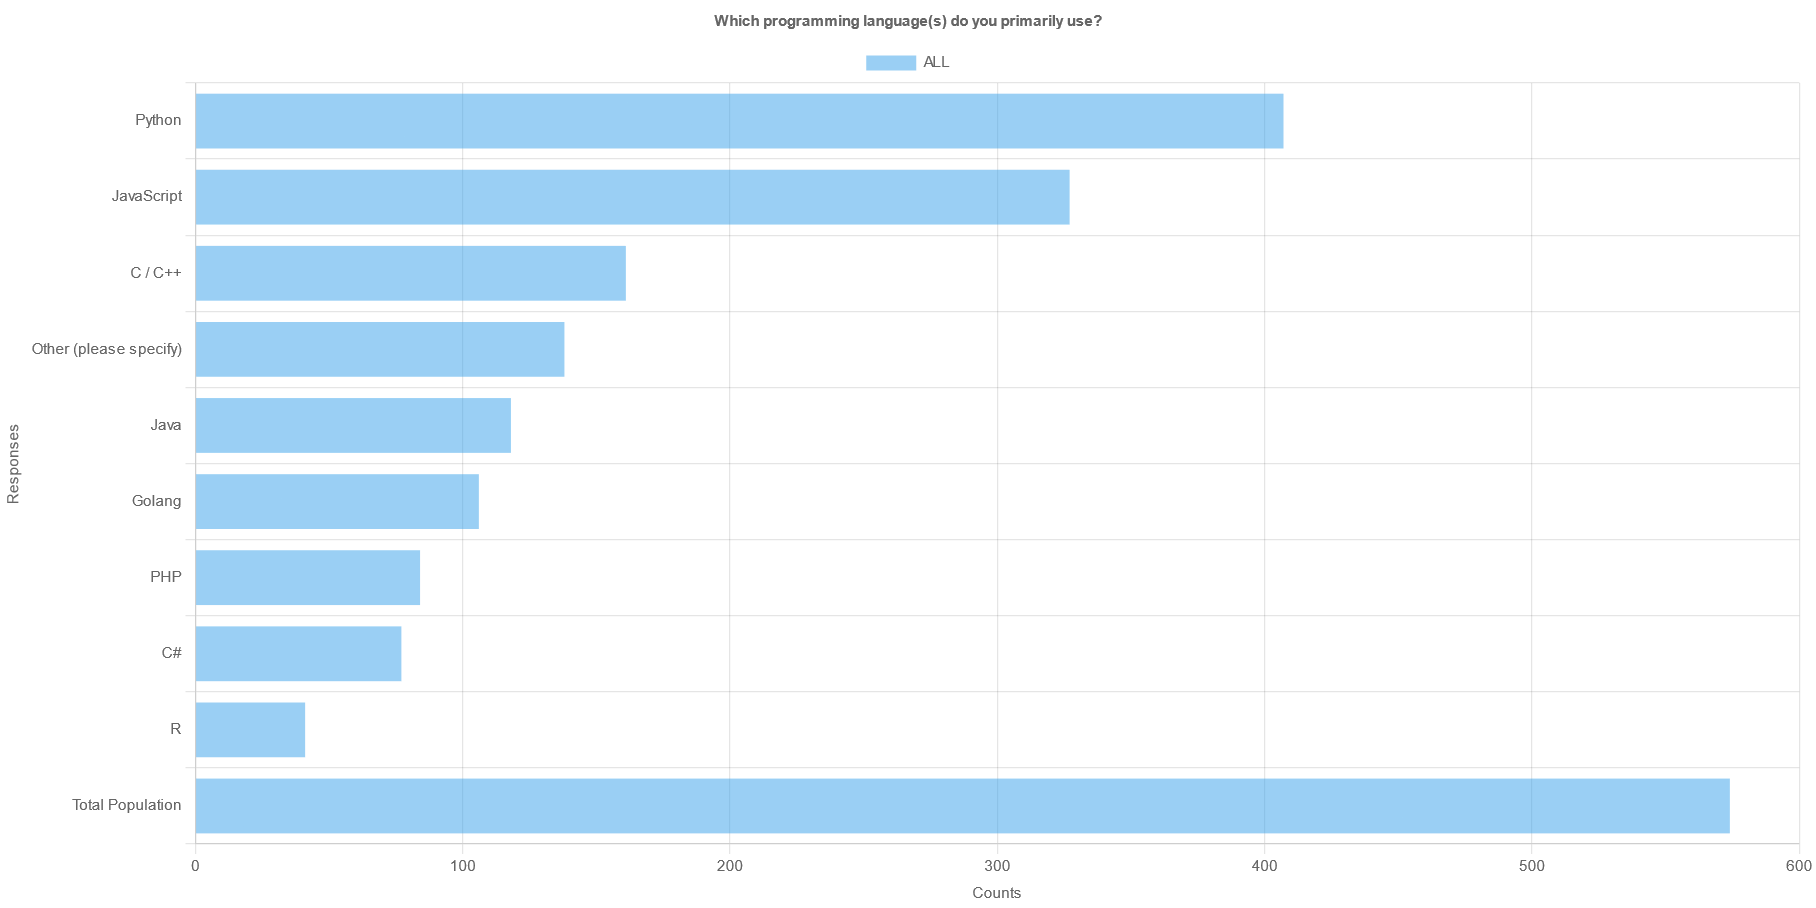 Which programming language(s) do you primarily use?
ALL
Python
JavaScript
C / C++
Other (please specify)
Java
Golang
PHP
C#
R
Total Population
Responses
0 100 200 300 400 500 600
Counts